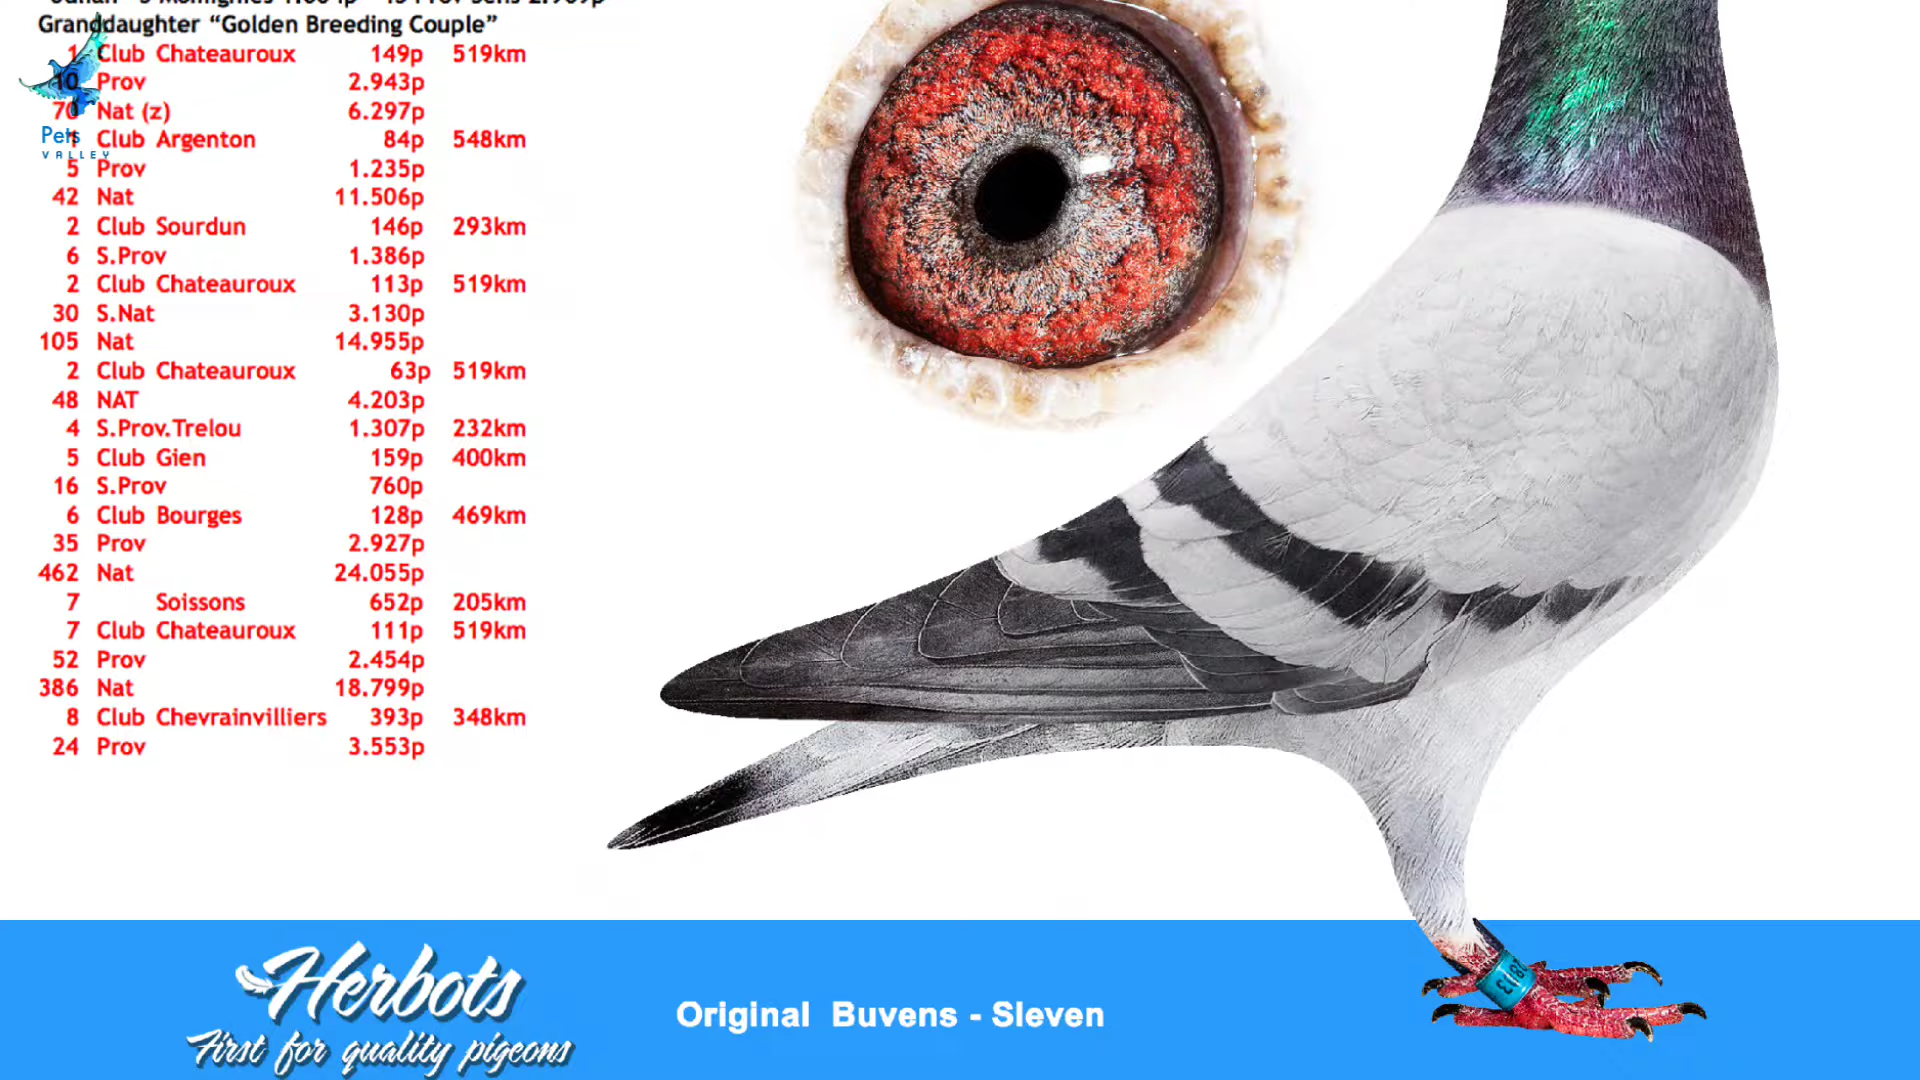 Granddaughter “Golden Breeding Couple”
1 Club Chateauroux 149p 519km
10 Prov 2.943p
70 Nat (z) 6.297p
1 Club Argenton 84p 548km
5 Prov 1.235p
42 Nat 11.506p
2 Club Sourdun 146p 293km
6 S.Prov 1.386p
2 Club Chateauroux 113p 519km
30 S.Nat 3.130p
105 Nat 14.955p
2 Club Chateauroux 63p 519km
48 NAT 4.203p
4 S.Prov.Trelou 1.307p 232km
5 Club Gien 159p 400km
16 S.Prov 760p
6 Club Bourges 128p 469km
35 Prov 2.927p
462 Nat 24.055p
7 Soissons 652p 205km
7 Club Chateauroux 111p 519km
52 Prov 2.454p
386 Nat 18.799p
8 Club Chevrainvilliers 393p 348km
24 Prov 3.553p
Pets
VALLEY
Herbots
First for quality pigeons
Original Buvens - Sleven